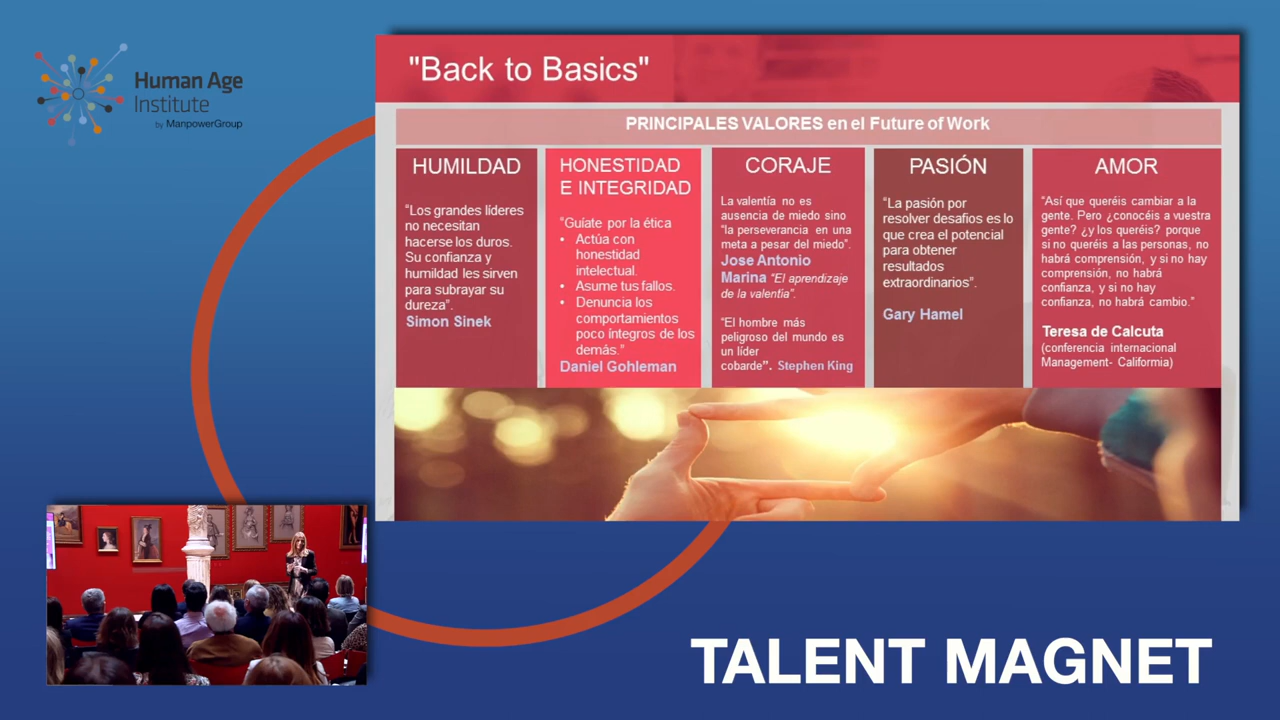 Human Age
Institute
by ManpowerGroup
"Back to Basics"
PRINCIPALES VALORES en el Future of Work
HUMILDAD
“Los grandes líderes
no necesitan
hacerse los duros.
Su confianza y
humildad les sirven
para subrayar su
dureza”.
Simon Sinek
HONESTIDAD
E INTEGRIDAD
“Guíate por la ética
• Actúa con
honestidad
intelectual.
• Asume tus fallos.
• Denuncia los
comportamientos
poco íntegros de los
demás.”
Daniel Gohleman
CORAJE
La valentía no es
ausencia de miedo sino
“la perseverancia en una
meta a pesar del miedo”.
Jose Antonio
Marina “El aprendizaje
de la valentía”.
“El hombre más
peligroso del mundo es
un líder
cobarde”. Stephen King
PASIÓN
“La pasión por
resolver desafios es lo
que crea el potencial
para obtener
resultados
extraordinarios”.
Gary Hamel
AMOR
“Así que queréis cambiar a la
gente. Pero ¿conocéis a vuestra
gente? ¿y los queréis? porque
si no queréis a las personas, no
habrá comprensión, y si no hay
comprensión, no habrá
confianza, y si no hay
confianza, no habrá cambio.”
Teresa de Calcuta
(conferencia internacional
Management- Califormia)
TALENT MAGNET